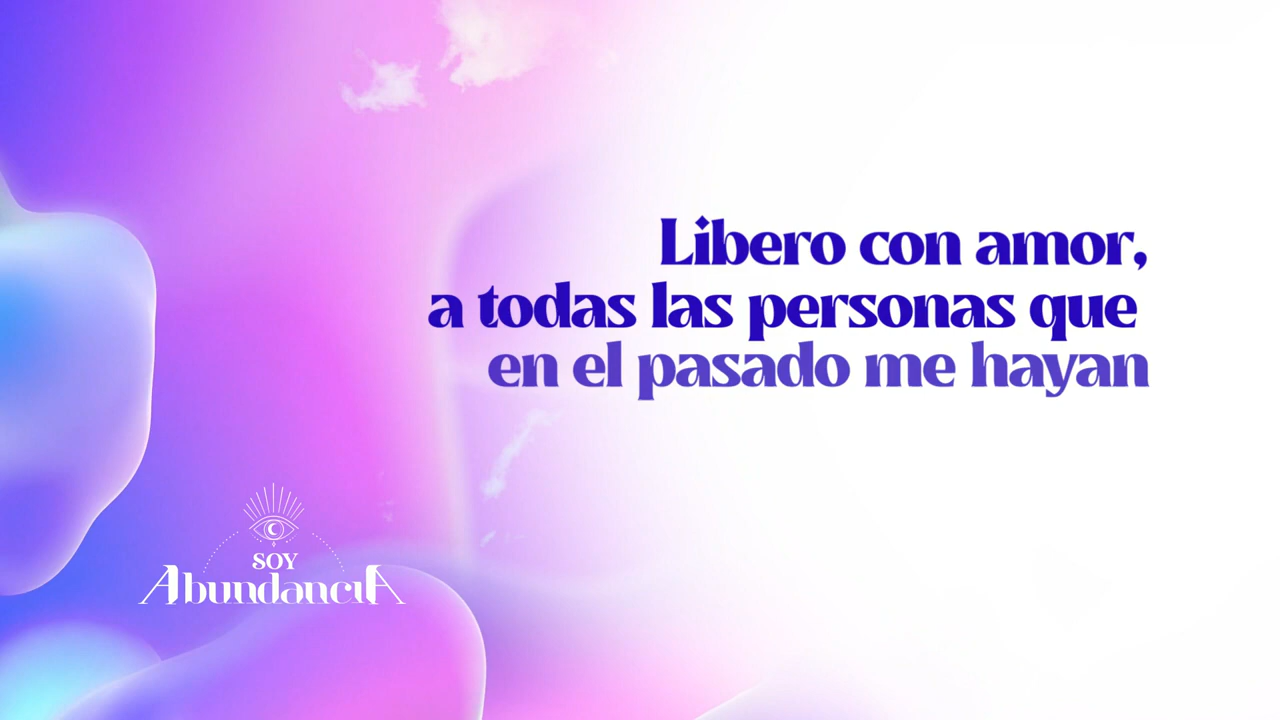 Libero con amor,
a todas las personas que
en el pasado me hayan
SOY
AbundanciA